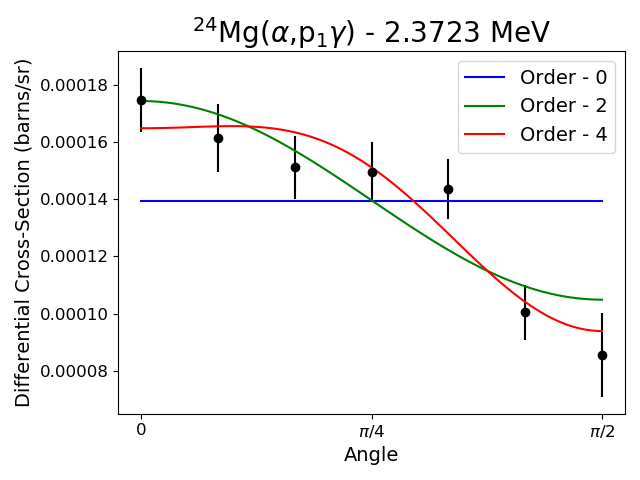 ²⁴Mg(α,p₁γ) - 2.3723 MeV
Order - 0
Order - 2
Order - 4
Differential Cross-Section (barns/sr)
0.00018
0.00016
0.00014
0.00012
0.00010
0.00008
0 π/4 π/2
Angle